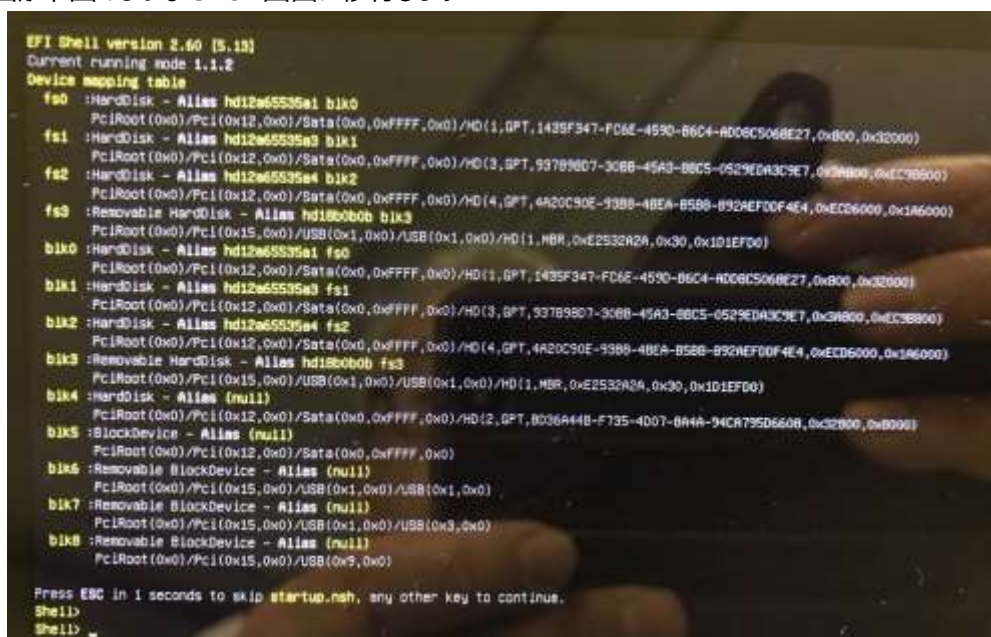 EFI Shell version 2.60 [5.13]
Current running mode 1.1.2
Device mapping table
fs0 :HardDisk - Alias hd12a65535a1 blk0
PciRoot(0x0)/Pci(0x12,0x0)/Sata(0x0,0xFFFF,0x0)/HD(1,GPT,1435F347-FC6E-459D-86C4-ADD8C5068E27,0x800,0x32000)
fs1 :HardDisk - Alias hd12a65535a3 blk1
PciRoot(0x0)/Pci(0x12,0x0)/Sata(0x0,0xFFFF,0x0)/HD(3,GPT,937898D7-3088-45A3-88C5-0529EDA3C9E7,0x3A800,0xEC9B800)
fs2 :HardDisk - Alias hd12a65535a4 blk2
PciRoot(0x0)/Pci(0x12,0x0)/Sata(0x0,0xFFFF,0x0)/HD(4,GPT,4A20C90E-9388-4BEA-B5BB-892AEFDDF4E4,0xECD6000,0x1A6000)
fs3 :Removable HardDisk - Alias hd18b0b0b blk3
PciRoot(0x0)/Pci(0x15,0x0)/USB(0x1,0x0)/USB(0x1,0x0)/HD(1,MBR,0xE2532A2A,0x30,0x1D1EFD0)
blk0 :HardDisk - Alias hd12a65535a1 fs0
PciRoot(0x0)/Pci(0x12,0x0)/Sata(0x0,0xFFFF,0x0)/HD(1,GPT,1435F347-FC6E-459D-86C4-ADD8C5068E27,0x800,0x32000)
blk1 :HardDisk - Alias hd12a65535a3 fs1
PciRoot(0x0)/Pci(0x12,0x0)/Sata(0x0,0xFFFF,0x0)/HD(3,GPT,937898D7-3088-45A3-88C5-0529EDA3C9E7,0x3A800,0xEC9B800)
blk2 :HardDisk - Alias hd12a65535a4 fs2
PciRoot(0x0)/Pci(0x12,0x0)/Sata(0x0,0xFFFF,0x0)/HD(4,GPT,4A20C90E-9388-4BEA-B5BB-892AEFDDF4E4,0xECD6000,0x1A6000)
blk3 :Removable HardDisk - Alias hd18b0b0b fs3
PciRoot(0x0)/Pci(0x15,0x0)/USB(0x1,0x0)/USB(0x1,0x0)/HD(1,MBR,0xE2532A2A,0x30,0x1D1EFD0)
blk4 :HardDisk - Alias (null)
PciRoot(0x0)/Pci(0x12,0x0)/Sata(0x0,0xFFFF,0x0)/HD(2,GPT,8D36A44B-F735-4D07-8A4A-94CA795D6608,0x32800,0x8000)
blk5 :BlockDevice - Alias (null)
PciRoot(0x0)/Pci(0x12,0x0)/Sata(0x0,0xFFFF,0x0)
blk6 :Removable BlockDevice - Alias (null)
PciRoot(0x0)/Pci(0x15,0x0)/USB(0x1,0x0)/USB(0x1,0x0)
blk7 :Removable BlockDevice - Alias (null)
PciRoot(0x0)/Pci(0x15,0x0)/USB(0x1,0x0)/USB(0x3,0x0)
blk8 :Removable BlockDevice - Alias (null)
PciRoot(0x0)/Pci(0x15,0x0)/USB(0x9,0x0)
Press ESC in 1 seconds to skip startup.nsh, any other key to continue.
Shell>
Shell> _